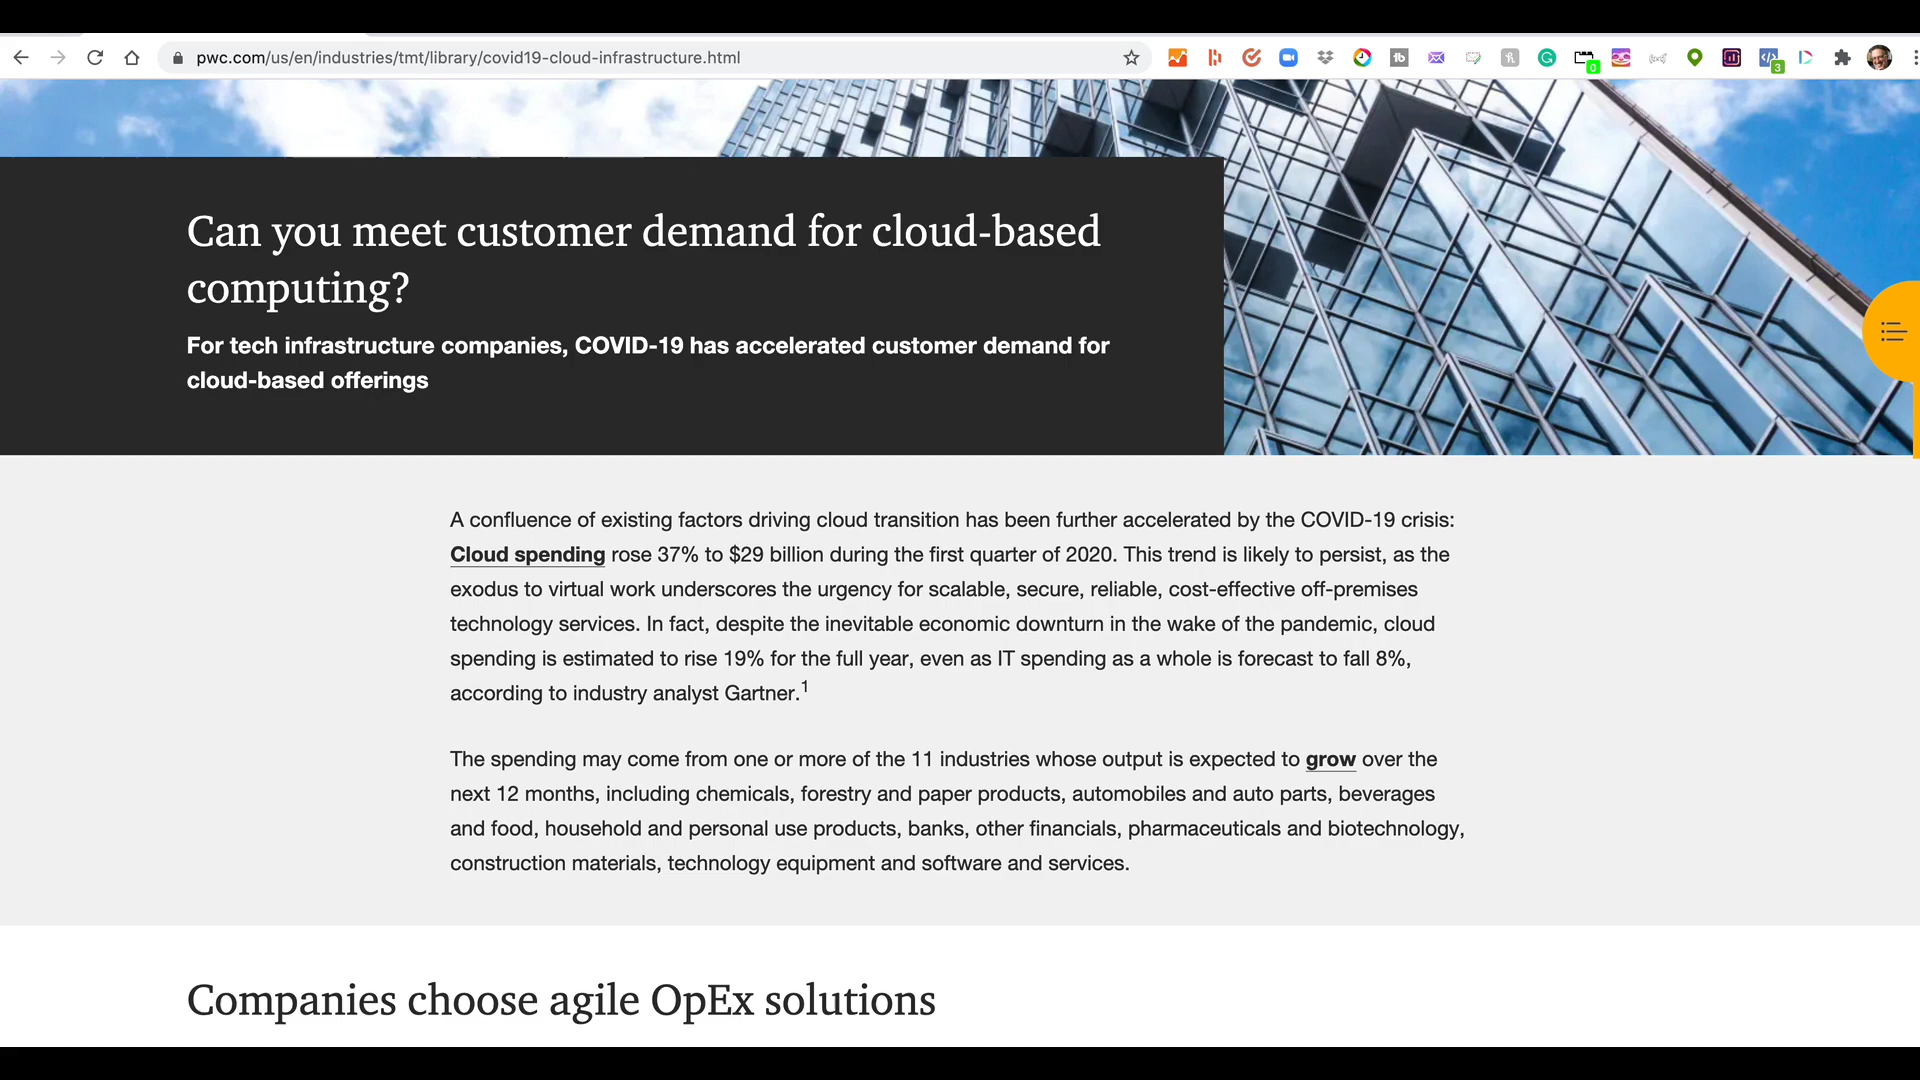 pwc.com/us/en/industries/tmt/library/covid19-cloud-infrastructure.html
Can you meet customer demand for cloud-based
computing?
For tech infrastructure companies, COVID-19 has accelerated customer demand for
cloud-based offerings
A confluence of existing factors driving cloud transition has been further accelerated by the COVID-19 crisis:
Cloud spending rose 37% to $29 billion during the first quarter of 2020. This trend is likely to persist, as the
exodus to virtual work underscores the urgency for scalable, secure, reliable, cost-effective off-premises
technology services. In fact, despite the inevitable economic downturn in the wake of the pandemic, cloud
spending is estimated to rise 19% for the full year, even as IT spending as a whole is forecast to fall 8%,
according to industry analyst Gartner.1
The spending may come from one or more of the 11 industries whose output is expected to grow over the
next 12 months, including chemicals, forestry and paper products, automobiles and auto parts, beverages
and food, household and personal use products, banks, other financials, pharmaceuticals and biotechnology,
construction materials, technology equipment and software and services.
Companies choose agile OpEx solutions